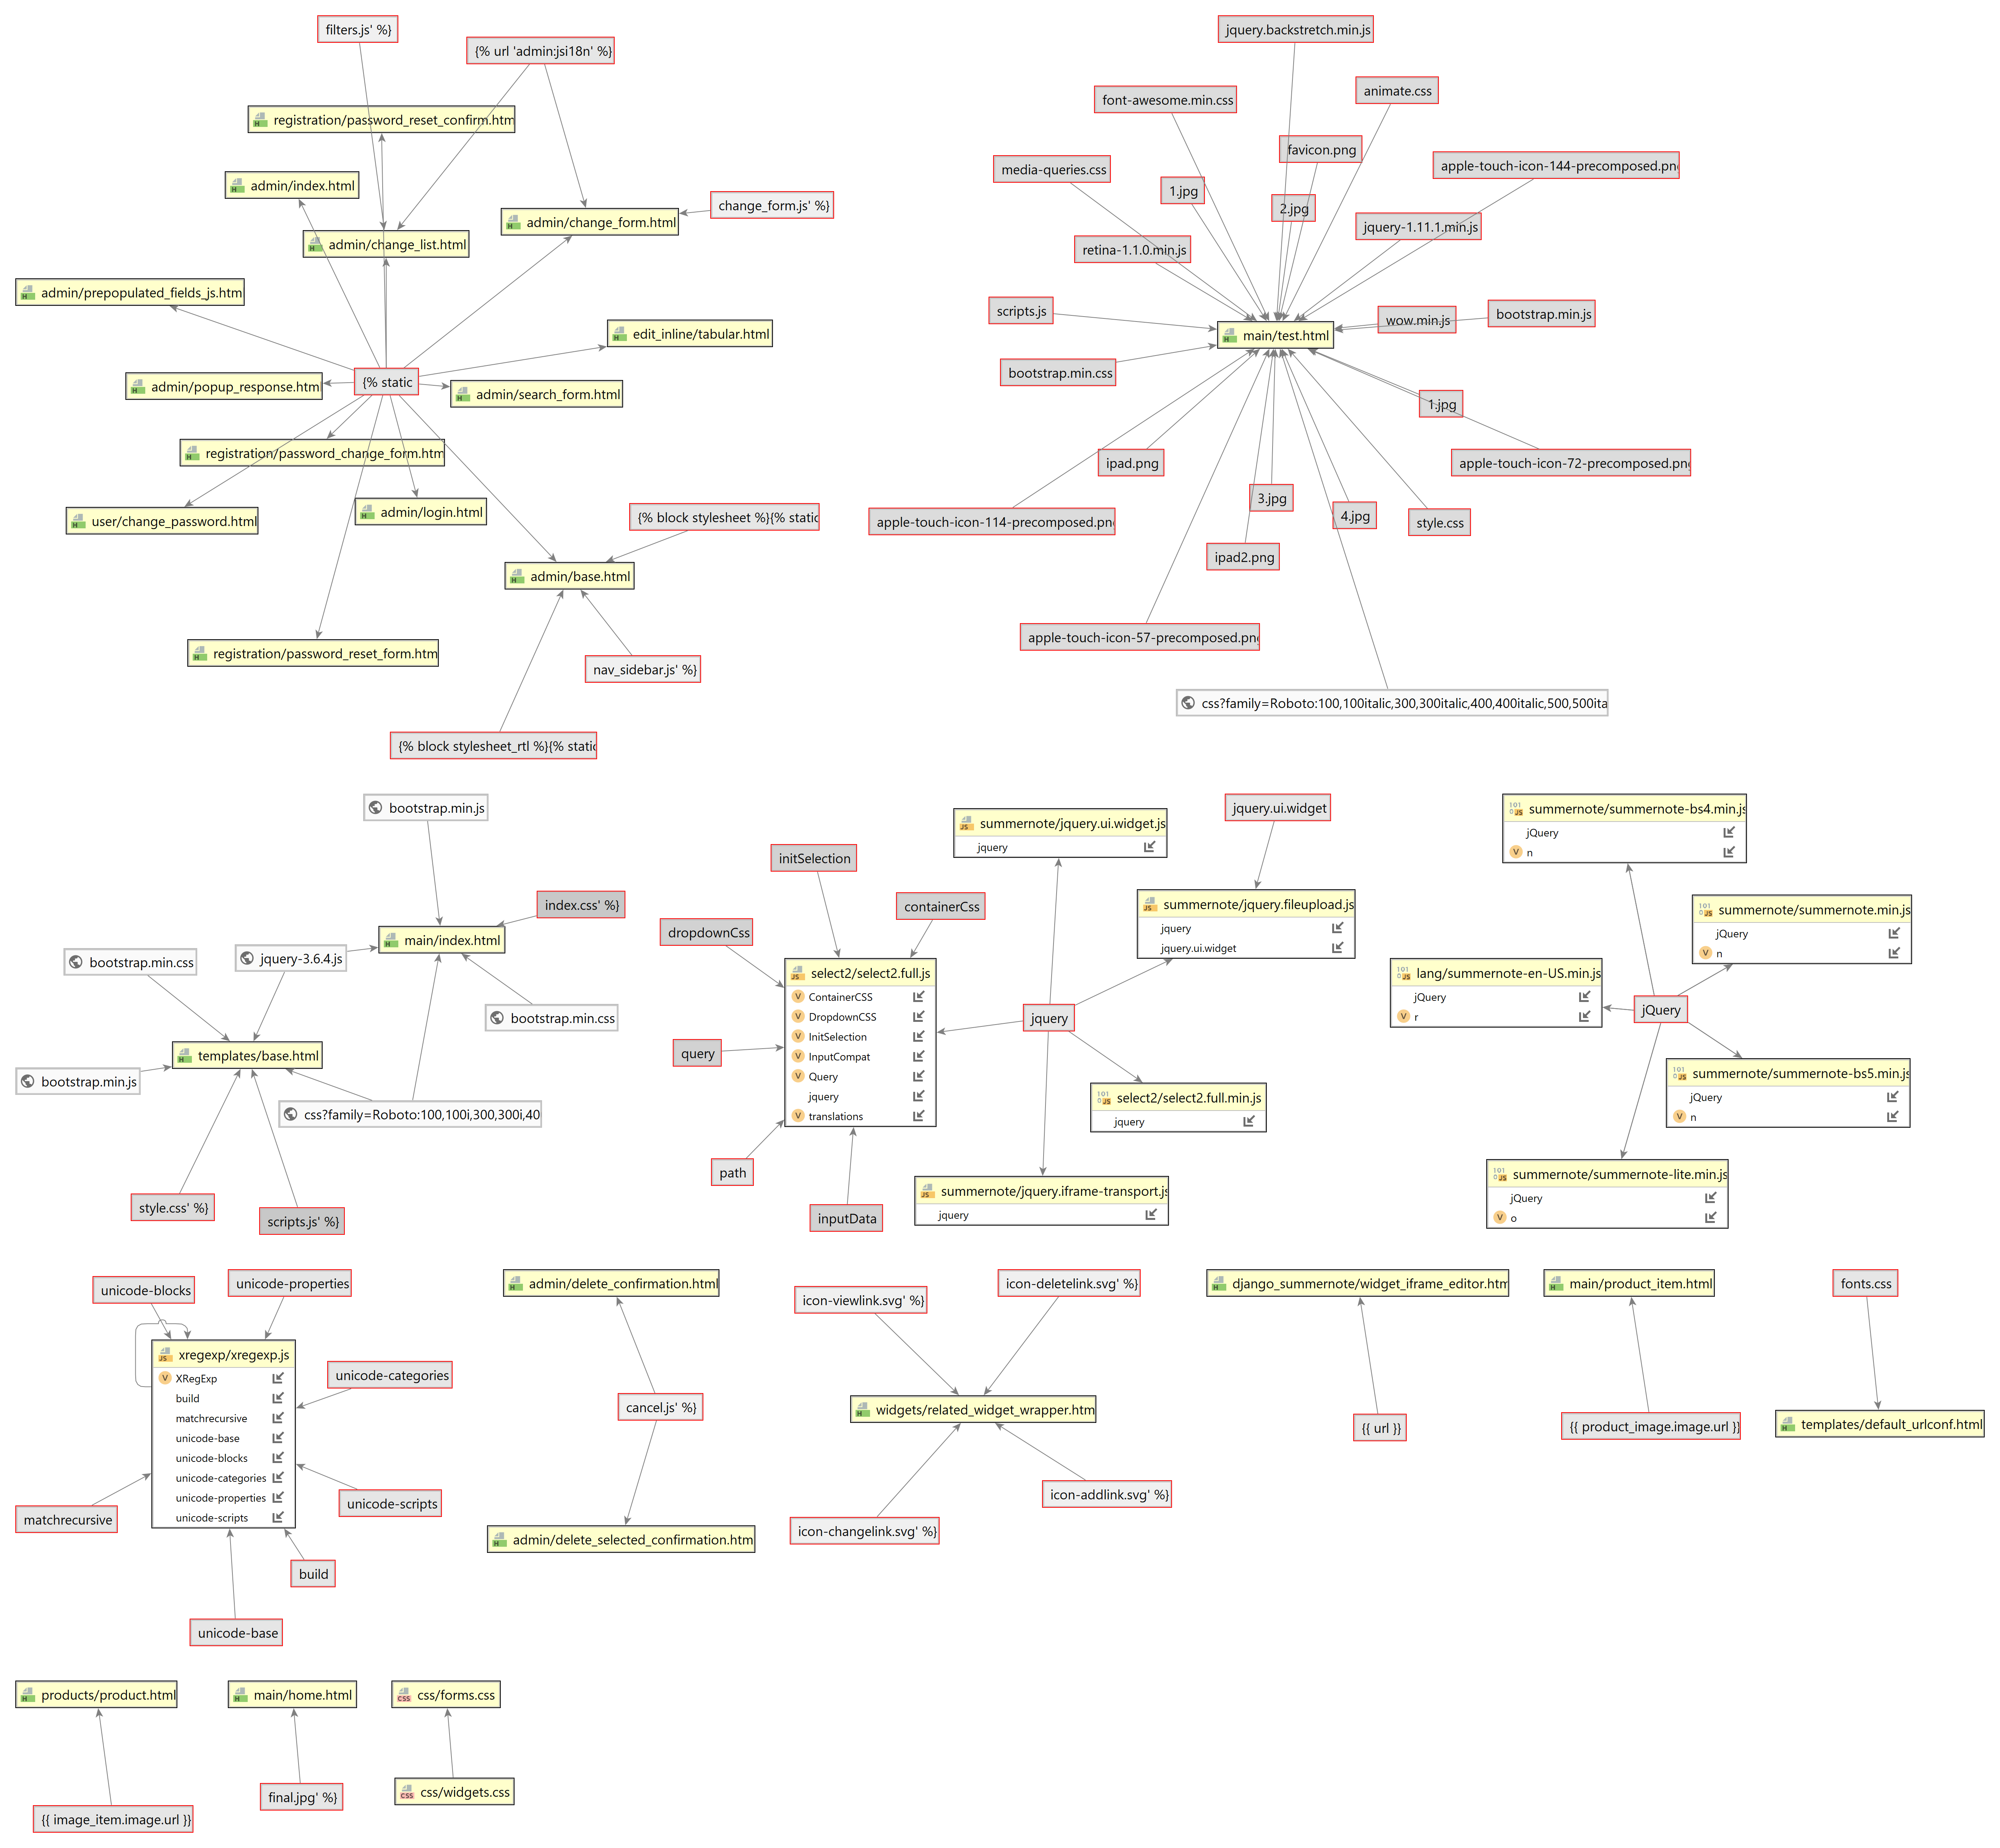 filters.js' %}
{% url 'admin:jsi18n' %}
registration/password_reset_confirm.htm
admin/index.html
change_form.js' %}
admin/change_form.html
admin/change_list.html
admin/prepopulated_fields_js.htm
edit_inline/tabular.html
{% static
admin/popup_response.html
admin/search_form.html
registration/password_change_form.htm
user/change_password.html
admin/login.html
{% block stylesheet %}{% static
admin/base.html
registration/password_reset_form.htm
nav_sidebar.js' %}
{% block stylesheet_rtl %}{% static
jquery.backstretch.min.js
font-awesome.min.css
animate.css
favicon.png
media-queries.css
apple-touch-icon-144-precomposed.png
1.jpg
2.jpg
jquery-1.11.1.min.js
retina-1.1.0.min.js
scripts.js
wow.min.js
bootstrap.min.js
main/test.html
bootstrap.min.css
1.jpg
ipad.png
apple-touch-icon-72-precomposed.png
3.jpg
apple-touch-icon-114-precomposed.png
4.jpg
style.css
ipad2.png
apple-touch-icon-57-precomposed.png
css?family=Roboto:100,100italic,300,300italic,400,400italic,500,500ita
bootstrap.min.js
index.css' %}
main/index.html
bootstrap.min.css
jquery-3.6.4.js
bootstrap.min.css
templates/base.html
bootstrap.min.js
css?family=Roboto:100,100i,300,300i,40
style.css' %}
scripts.js' %}
initSelection
containerCss
dropdownCss
select2/select2.full.js
V ContainerCSS
V DropdownCSS
V InitSelection
V InputCompat
V Query
jquery
V translations
query
path
inputData
summernote/jquery.ui.widget.js
jquery
jquery.ui.widget
summernote/jquery.fileupload.js
jquery
jquery.ui.widget
jquery
select2/select2.full.min.js
jquery
summernote/jquery.iframe-transport.js
jquery
summernote/summernote-bs4.min.js
jQuery
V n
summernote/summernote.min.js
jQuery
V n
lang/summernote-en-US.min.js
jQuery
V r
jQuery
summernote/summernote-bs5.min.js
jQuery
V n
summernote/summernote-lite.min.js
jQuery
V o
unicode-blocks
unicode-properties
xregexp/xregexp.js
V XRegExp
build
matchrecursive
unicode-base
unicode-blocks
unicode-categories
unicode-properties
unicode-scripts
unicode-categories
matchrecursive
unicode-scripts
build
unicode-base
admin/delete_confirmation.html
cancel.js' %}
admin/delete_selected_confirmation.htm
icon-viewlink.svg' %}
icon-deletelink.svg' %}
widgets/related_widget_wrapper.htm
icon-addlink.svg' %}
icon-changelink.svg' %}
django_summernote/widget_iframe_editor.htm
{{ url }}
main/product_item.html
{{ product_image.image.url }}
fonts.css
templates/default_urlconf.html
products/product.html
{{ image_item.image.url }}
main/home.html
final.jpg' %}
css/forms.css
css/widgets.css